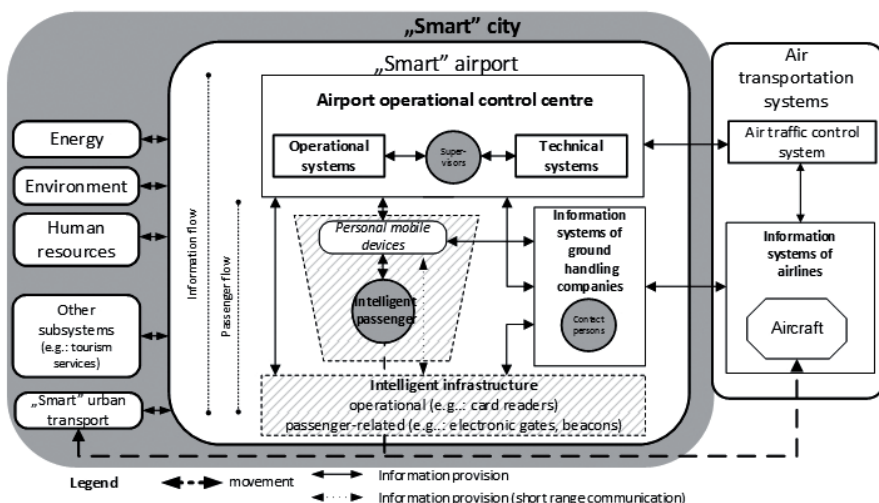 „Smart” city
„Smart” airport
Airport operational control centre
Operational
systems
Super-
visors
Technical
systems
Air
transportation
systems
Air traffic control
system
Energy
Environment
Human
resources
Other
subsystems
(e.g.: tourism
services)
„Smart” urban
transport
Information flow
Passenger flow
Personal mobile
devices
Intelligent
passenger
Information
systems of
ground
handling
companies
Contact
persons
Information
systems of
airlines
Aircraft
Intelligent infrastructure
operational (e.g..: card readers)
passenger-related (e.g..: electronic gates, beacons)
Legend
movement
Information provision
Information provision (short range communication)